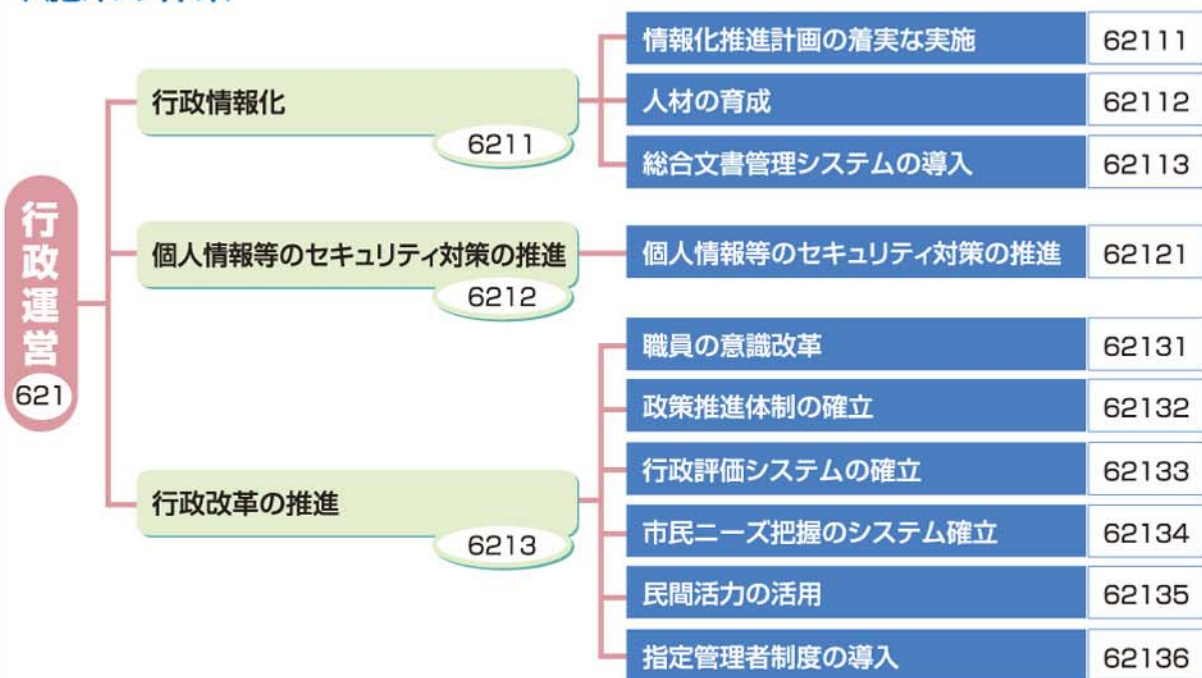 行政運営
621
行政情報化
6211
情報化推進計画の着実な実施 62111
人材の育成 62112
総合文書管理システムの導入 62113
個人情報等のセキュリティ対策の推進
6212
個人情報等のセキュリティ対策の推進 62121
行政改革の推進
6213
職員の意識改革 62131
政策推進体制の確立 62132
行政評価システムの確立 62133
市民ニーズ把握のシステム確立 62134
民間活力の活用 62135
指定管理者制度の導入 62136